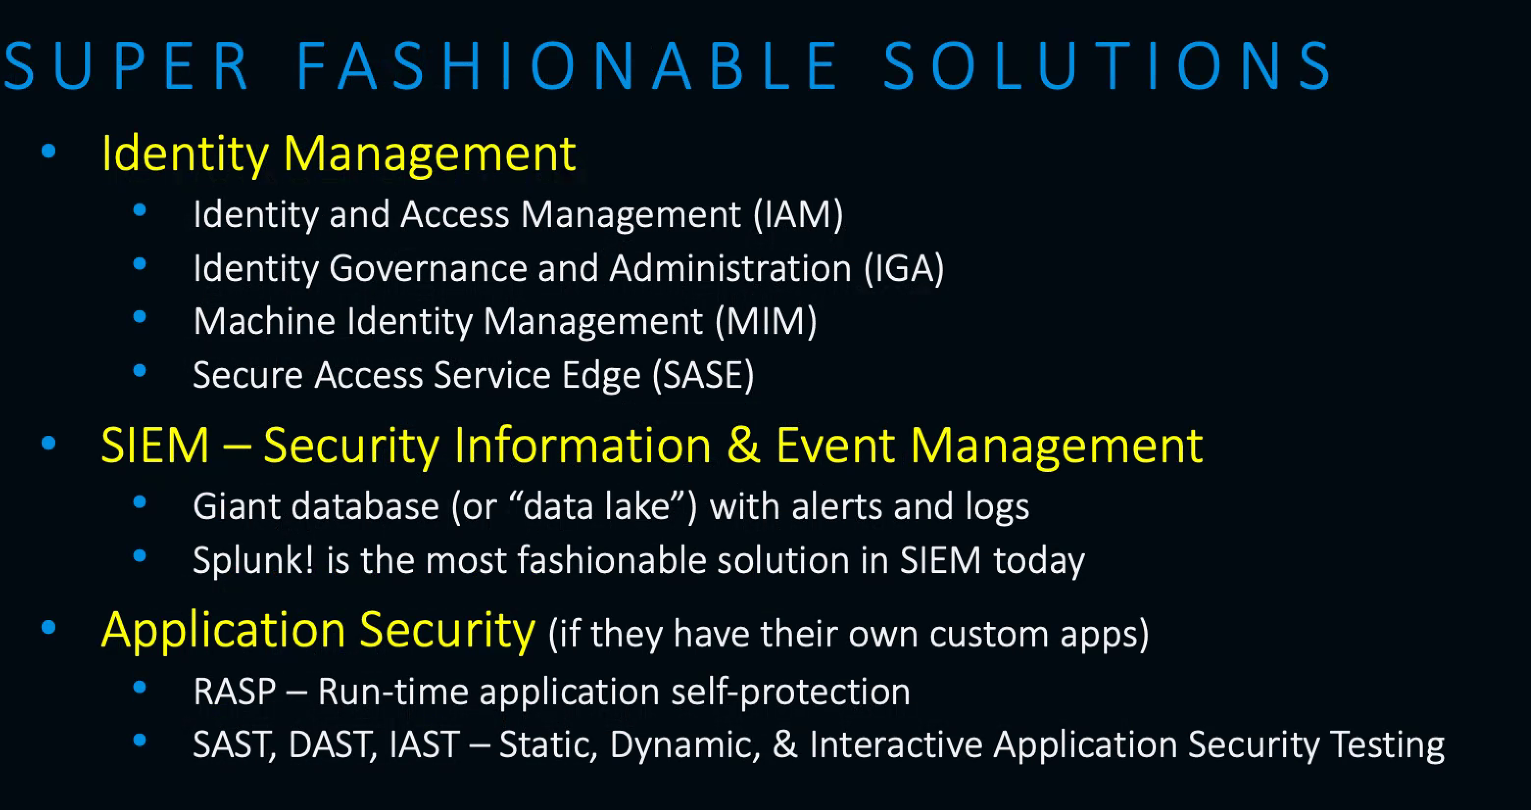 SUPER FASHIONABLE SOLUTIONS
• Identity Management
• Identity and Access Management (IAM)
• Identity Governance and Administration (IGA)
• Machine Identity Management (MIM)
• Secure Access Service Edge (SASE)
• SIEM – Security Information & Event Management
• Giant database (or “data lake”) with alerts and logs
• Splunk! is the most fashionable solution in SIEM today
• Application Security (if they have their own custom apps)
• RASP – Run-time application self-protection
• SAST, DAST, IAST – Static, Dynamic, & Interactive Application Security Testing